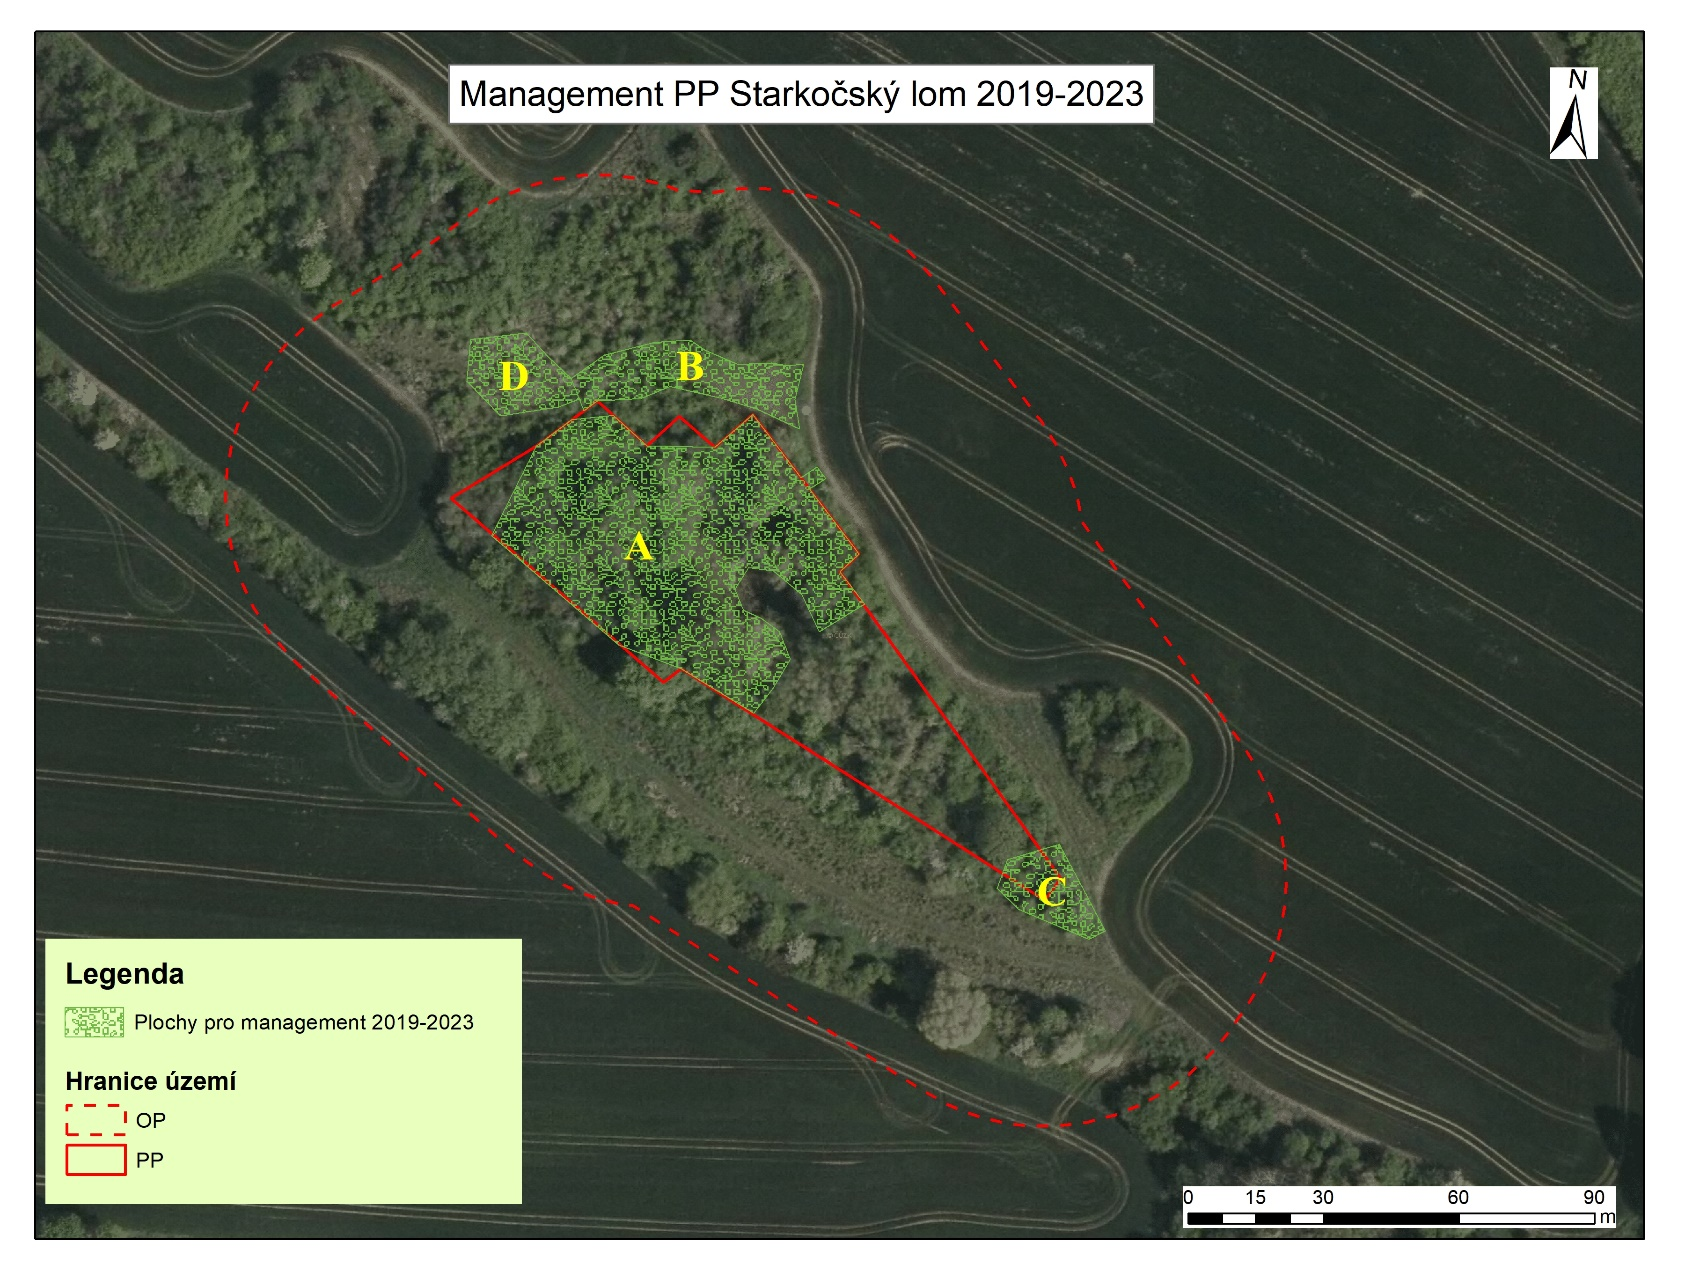 Management PP Starkočský lom 2019-2023
N
D
B
A
C
Legenda
Plochy pro management 2019-2023
Hranice území
OP
PP
0 15 30 60 90
m